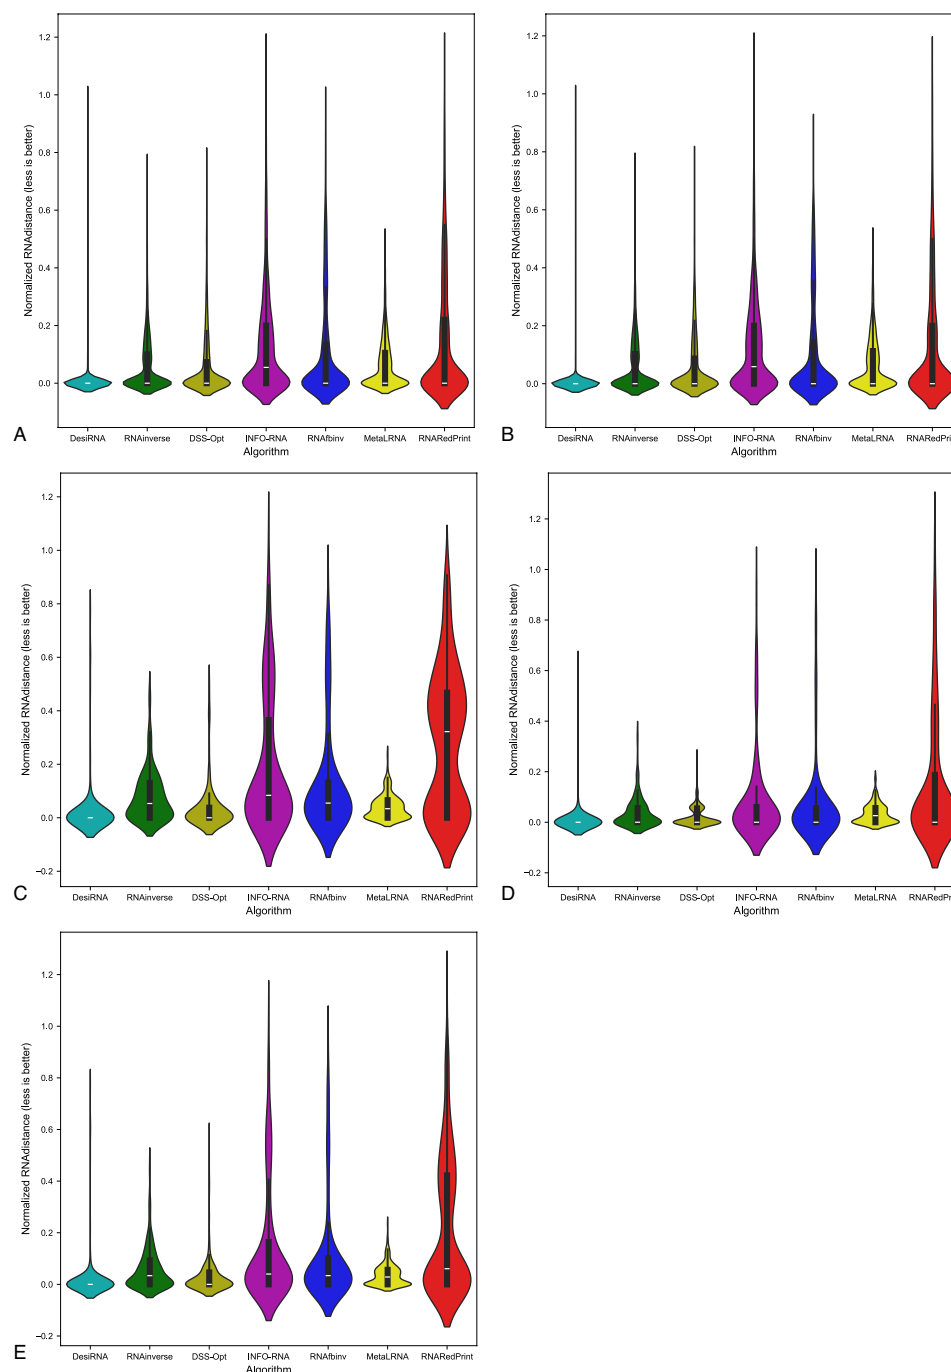 1.2
1.0
0.8
0.6
0.4
0.2
0.0
Normalized RNAdistance (less is better)
DesiRNA RNAinverse DSS-Opt INFO-RNA RNAfbinv MetaLRNA RNARedPrint
Algorithm
A
1.2
1.0
0.8
0.6
0.4
0.2
0.0
Normalized RNAdistance (less is better)
DesiRNA RNAinverse DSS-Opt INFO-RNA RNAfbinv MetaLRNA RNARedPri
Algorithm
B
1.2
1.0
0.8
0.6
0.4
0.2
0.0
−0.2
Normalized RNAdistance (less is better)
DesiRNA RNAinverse DSS-Opt INFO-RNA RNAfbinv MetaLRNA RNARedPrint
Algorithm
C
1.2
1.0
0.8
0.6
0.4
0.2
0.0
−0.2
Normalized RNAdistance (less is better)
DesiRNA RNAinverse DSS-Opt INFO-RNA RNAfbinv MetaLRNA RNARedPri
Algorithm
D
1.2
1.0
0.8
0.6
0.4
0.2
0.0
−0.2
Normalized RNAdistance (less is better)
DesiRNA RNAinverse DSS-Opt INFO-RNA RNAfbinv MetaLRNA RNARedPrint
Algorithm
E